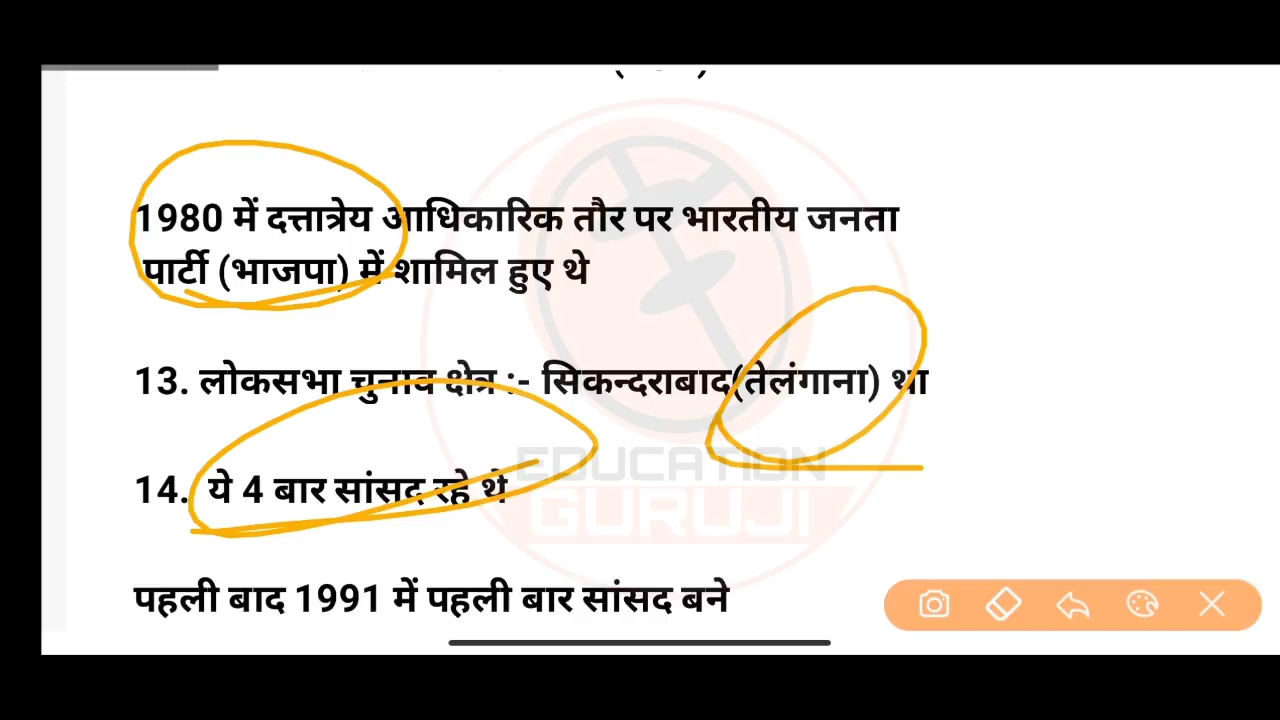 1980 में दत्तात्रेय आधिकारिक तौर पर भारतीय जनता
पार्टी (भाजपा) में शामिल हुए थे
13. लोकसभा चुनाव क्षेत्र :- सिकन्दराबाद(तेलंगाना) था
EDUCATION
GURUJI
14. ये 4 बार सांसद रहे थे
पहली बाद 1991 में पहली बार सांसद बने